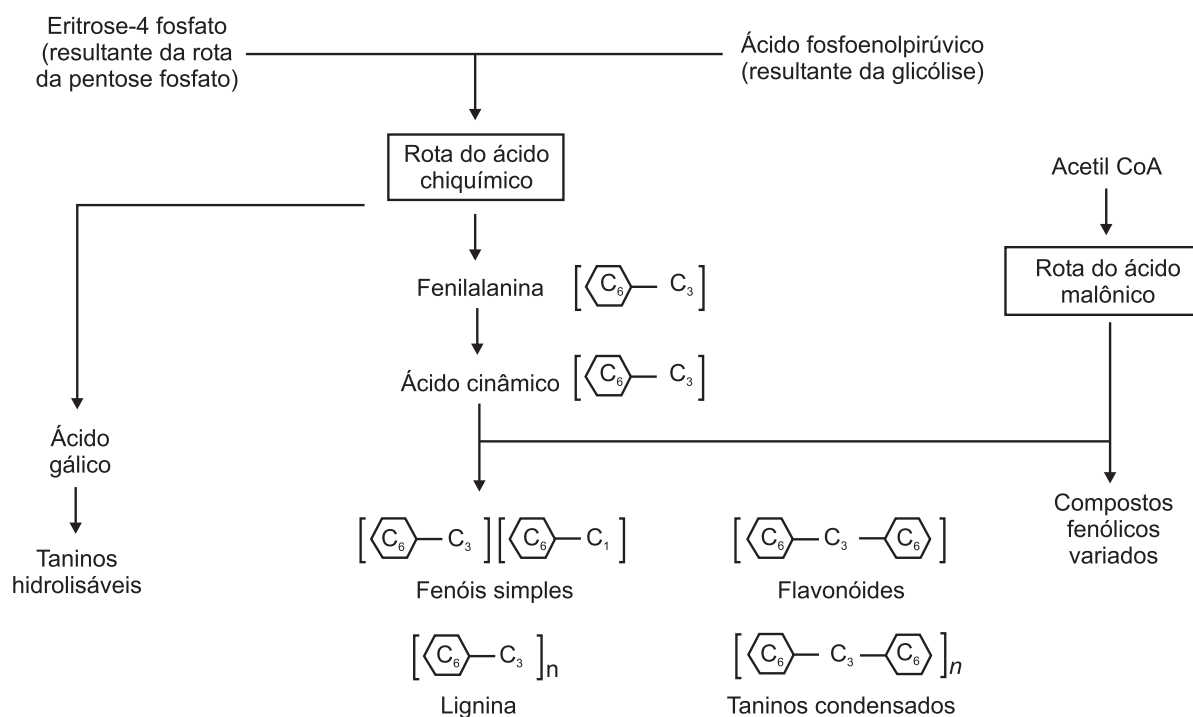 Eritrose-4 fosfato
(resultante da rota
da pentose fosfato)
Ácido fosfoenolpirúvico
(resultante da glicólise)
Rota do ácido
chiquímico
Acetil CoA
Rota do ácido
malônico
Fenilalanina [C6 C3]
Ácido cinâmico [C6 C3]
Ácido
gálico
Taninos
hidrolisáveis
[C6 C3] [C6 C1]
Fenóis simples
[C6 C3 C6]
Flavonóides
Compostos
fenólicos
variados
[C6 C3]n
Lignina
[C6 C3 C6]n
Taninos condensados